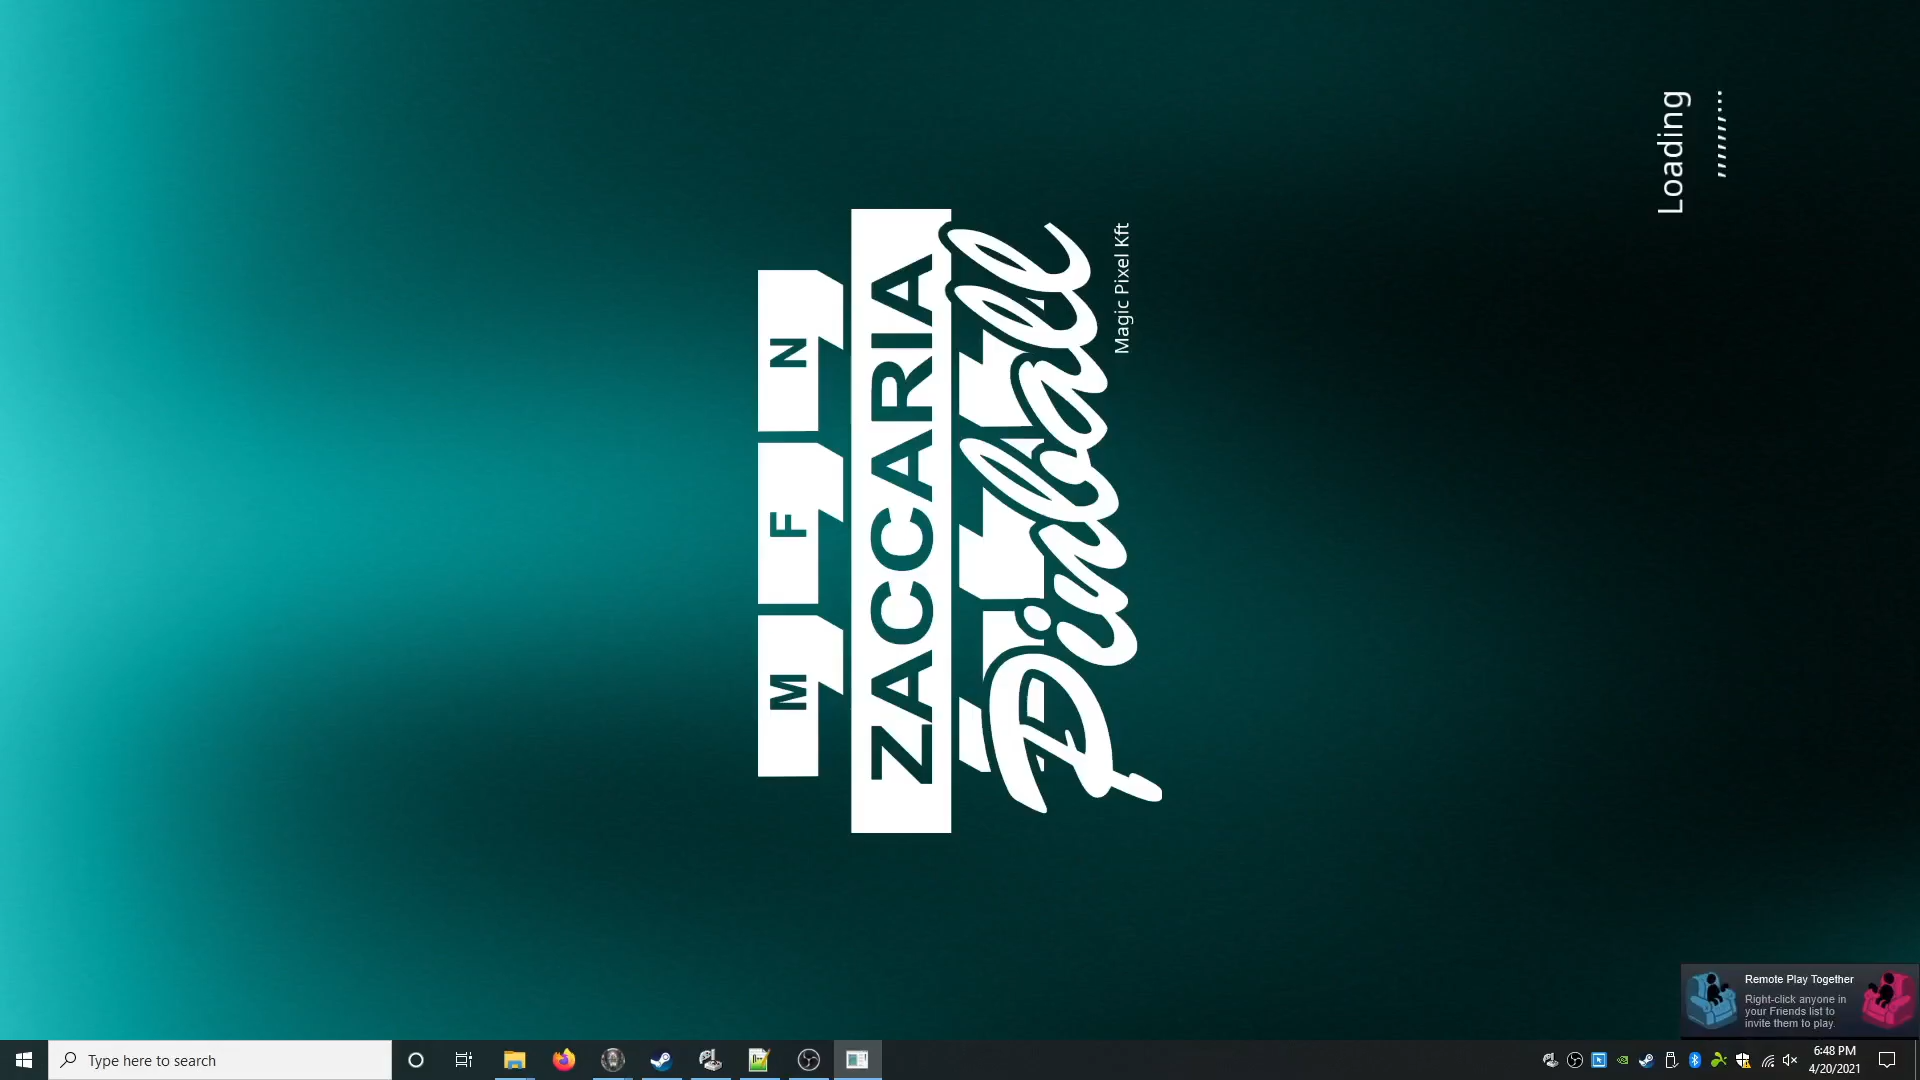 M F N
ZACCARIA
Pinball
Magic Pixel Kft
Loading
,,,,,,,,...
Remote Play Together
Right-click anyone in
your Friends list to
invite them to play.
Type here to search
6:48 PM
4/20/2021